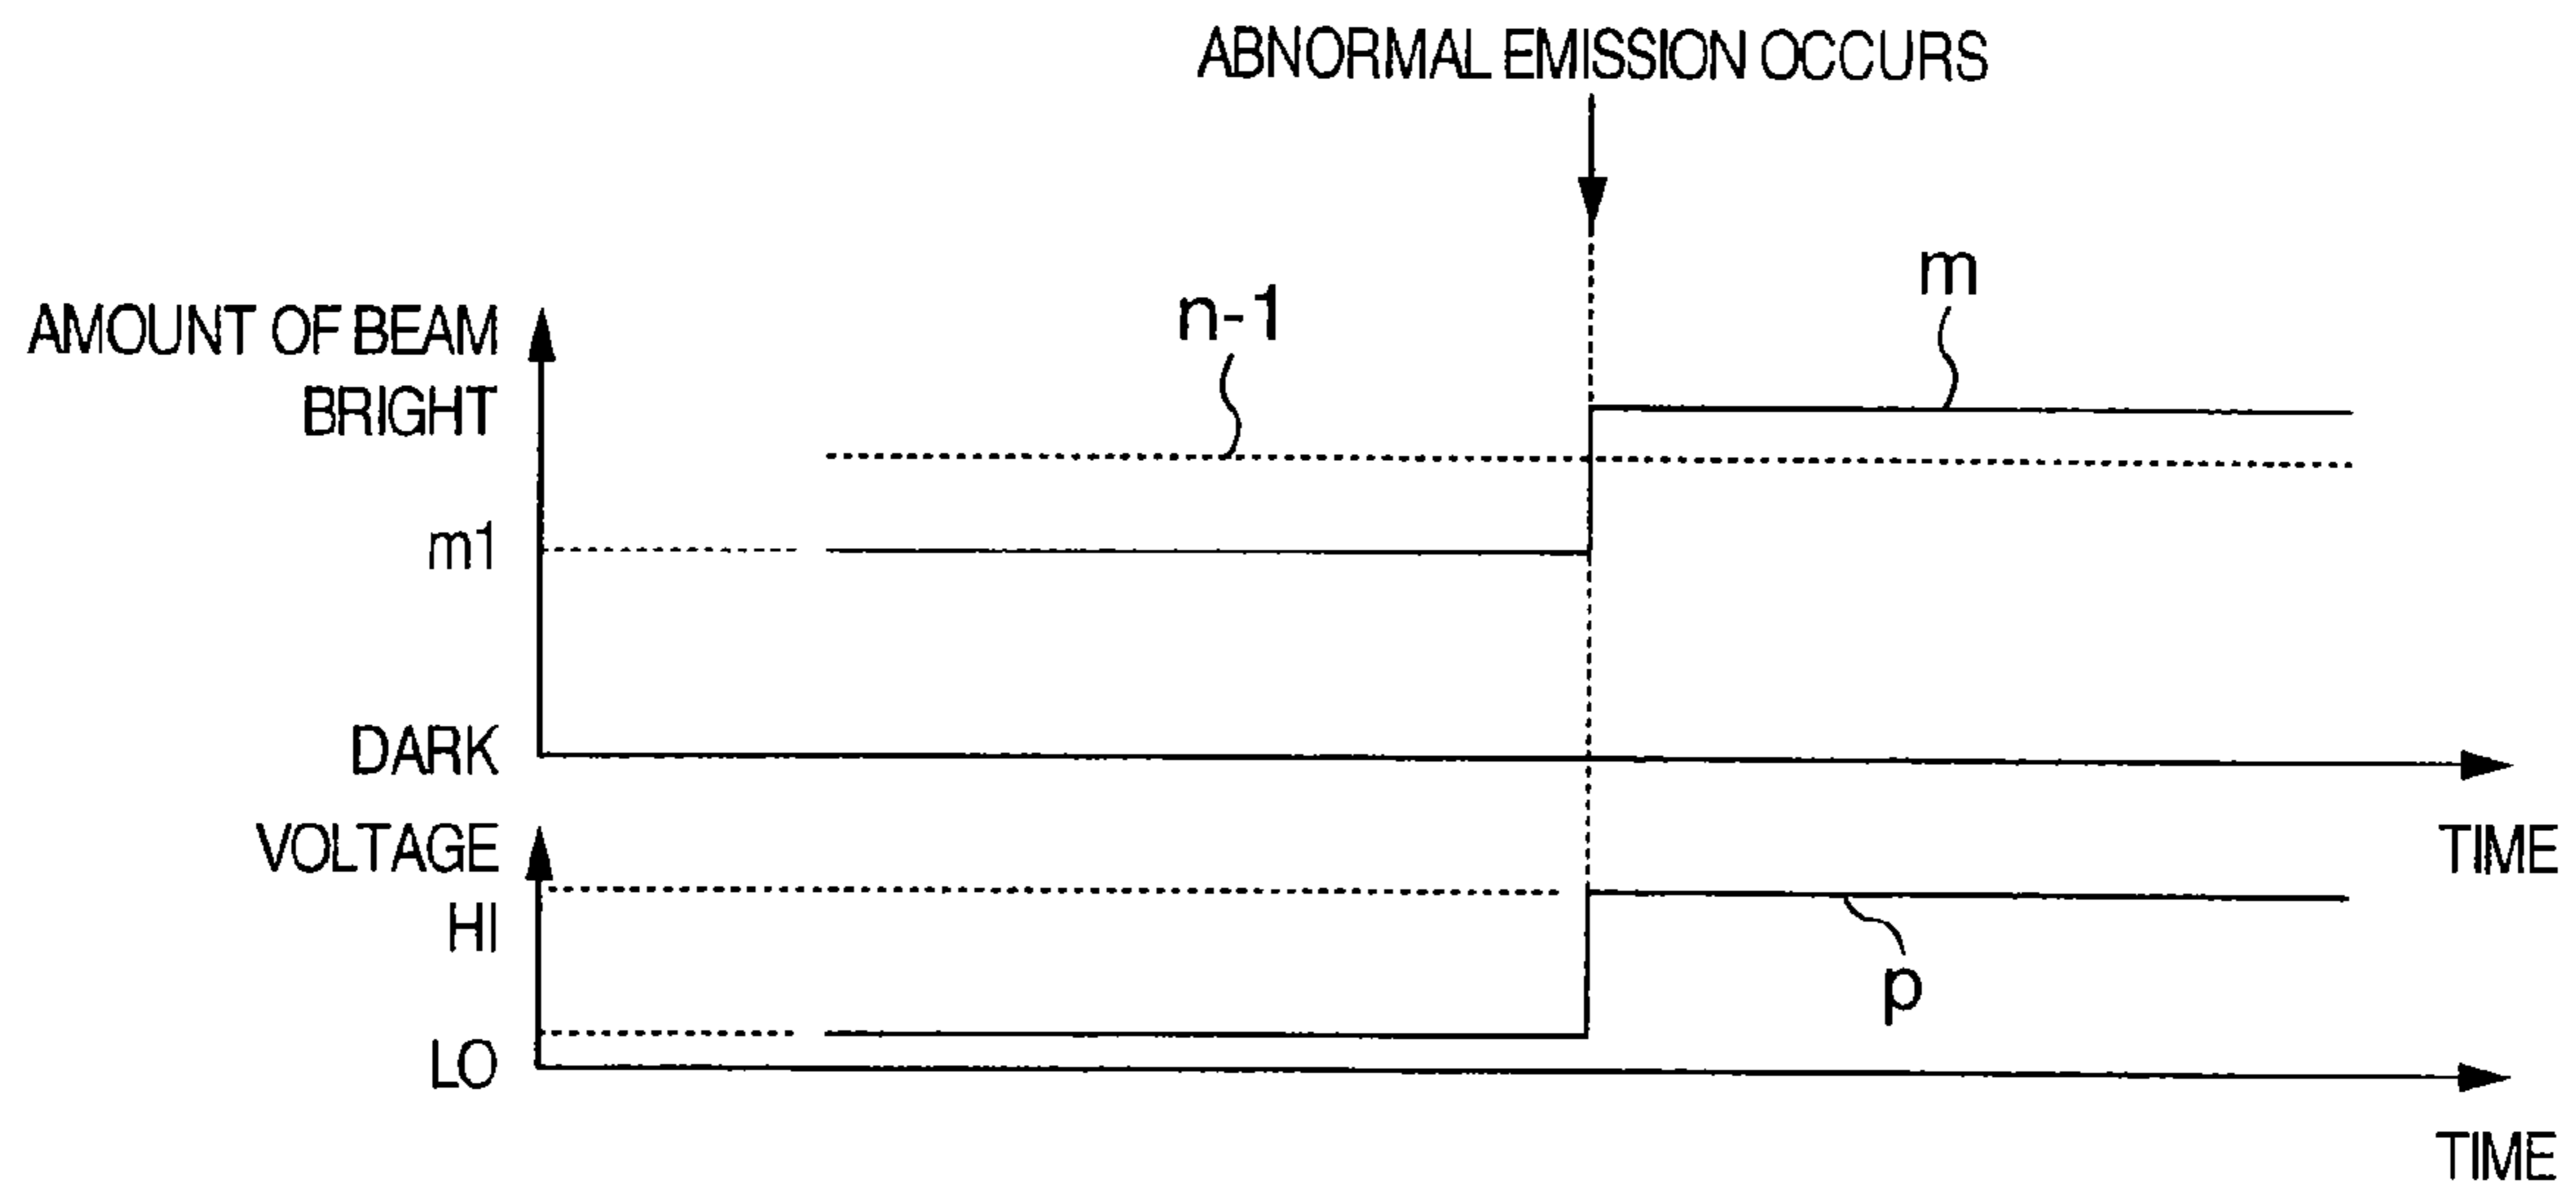 ABNORMAL EMISSION OCCURS
m
n-1
AMOUNT OF BEAM
BRIGHT
m1
DARK
VOLTAGE
TIME
HI
p
LO
TIME